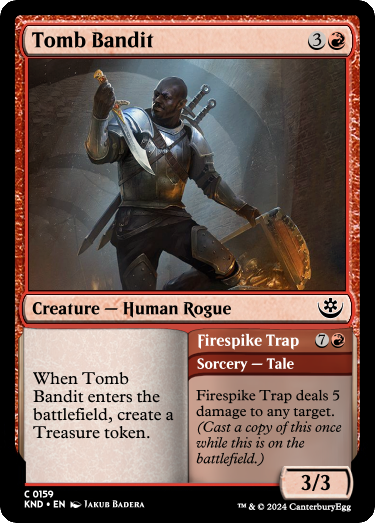 Tomb Bandit 3
Creature — Human Rogue
When Tomb
Bandit enters the
battlefield, create a
Treasure token.
Firespike Trap 7
Sorcery — Tale
Firespike Trap deals 5
damage to any target.
(Cast a copy of this once
while this is on the
battlefield.)
3/3
C 0159
KND • EN Jakub Badera
™ & © 2024 CanterburyEgg